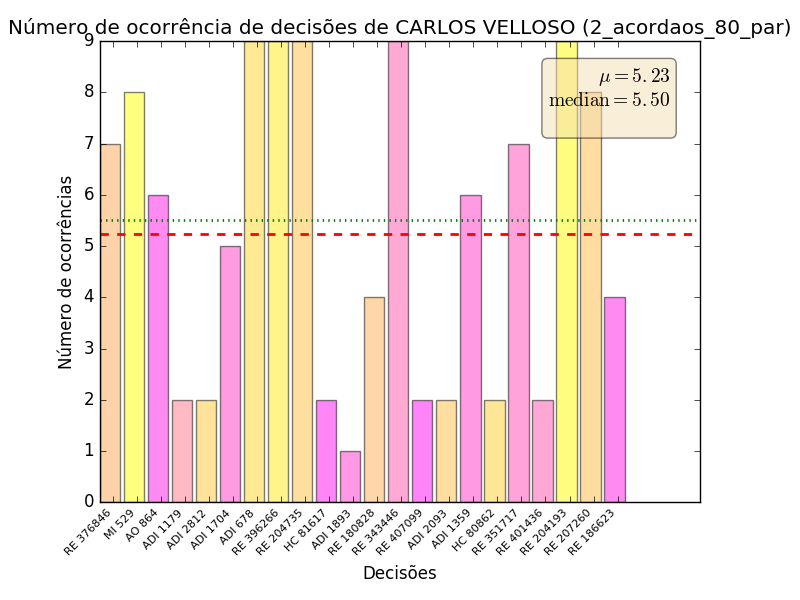 Número de ocorrência de decisões de CARLOS VELLOSO (2_acordaos_80_par)
μ = 5.23
median = 5.50
Número de ocorrências
9
8
7
6
5
4
3
2
1
0
RE 376846
MI 529
AO 864
ADI 1179
ADI 2812
ADI 1704
ADI 678
RE 396266
RE 204735
HC 81617
ADI 1893
RE 180828
RE 343446
RE 407099
ADI 2093
ADI 1359
HC 80862
RE 351717
RE 401436
RE 204193
RE 207260
RE 186623
Decisões